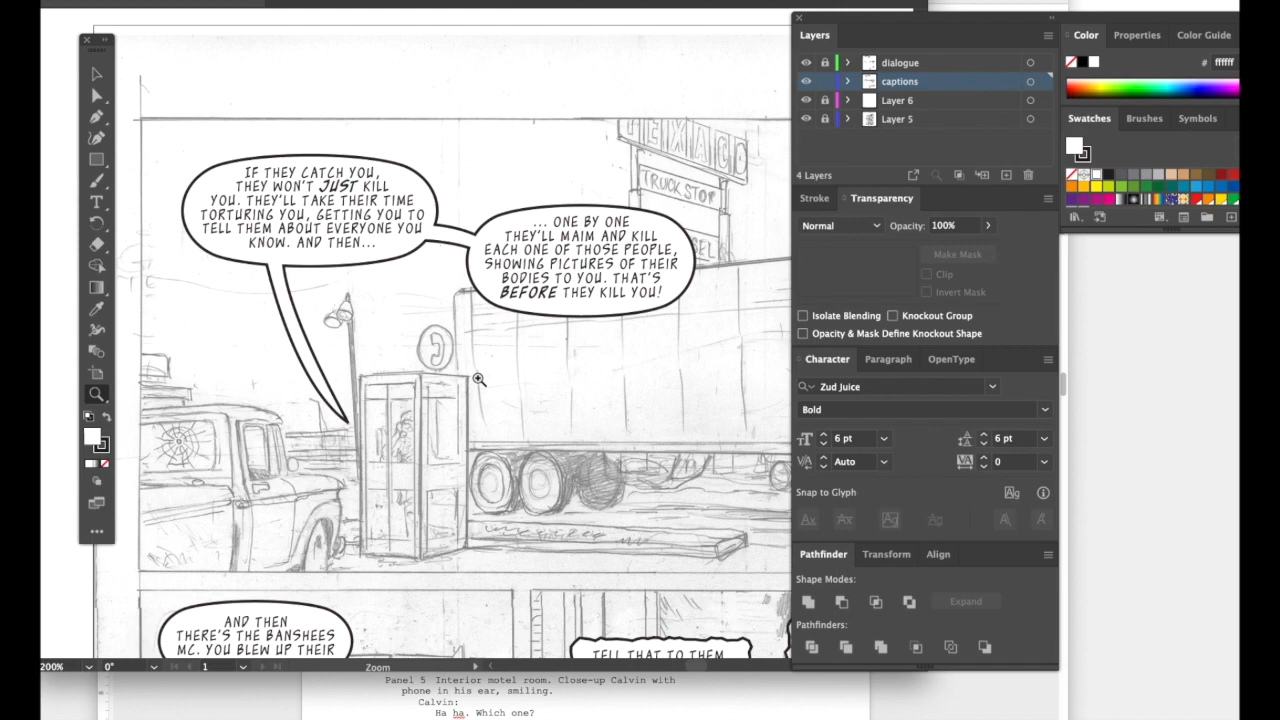 Layers
dialogue
captions
Layer 6
Layer 5
4 Layers
Stroke
Transparency
Normal
Opacity:
100%
Make Mask
Clip
Invert Mask
Isolate Blending
Knockout Group
Opacity & Mask Define Knockout Shape
Character
Paragraph
OpenType
Zud Juice
Bold
6 pt
6 pt
Auto
0
Snap to Glyph
Pathfinder
Transform
Align
Shape Modes:
Expand
Pathfinders:
Color
Properties
Color Guide
#
ffffff
Swatches
Brushes
Symbols
TEXACO
TRUCK STOP
SEL
IF THEY CATCH YOU,
THEY WON'T JUST KILL
YOU. THEY'LL TAKE THEIR TIME
TORTURING YOU, GETTING YOU TO
TELL THEM ABOUT EVERYONE YOU
KNOW. AND THEN...
... ONE BY ONE
THEY'LL MAIM AND KILL
EACH ONE OF THOSE PEOPLE,
SHOWING PICTURES OF THEIR
BODIES TO YOU. THAT'S
BEFORE THEY KILL YOU!
AND THEN
THERE'S THE BANSHEES
MC. YOU BLEW UP THEIR
TELL THAT TO THEM
200%
0°
1
Zoom
Panel 5 Interior motel room. Close-up Calvin with
phone in his ear, smiling.
Calvin:
Ha ha. Which one?